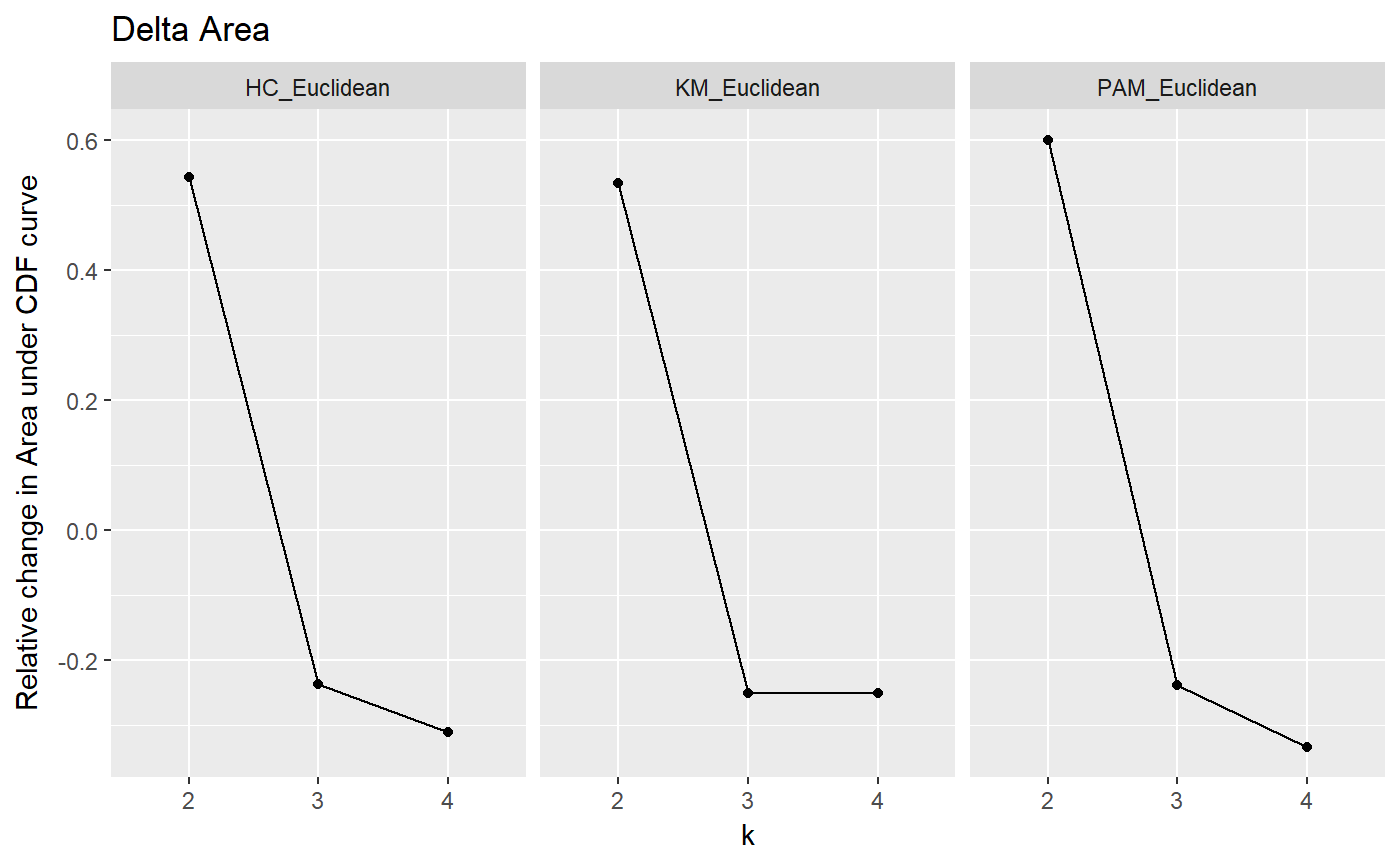 Delta Area
HC_Euclidean KM_Euclidean PAM_Euclidean
Relative change in Area under CDF curve
0.6
0.4
0.2
0.0
-0.2
2 3 4 2 3 4 2 3 4
k